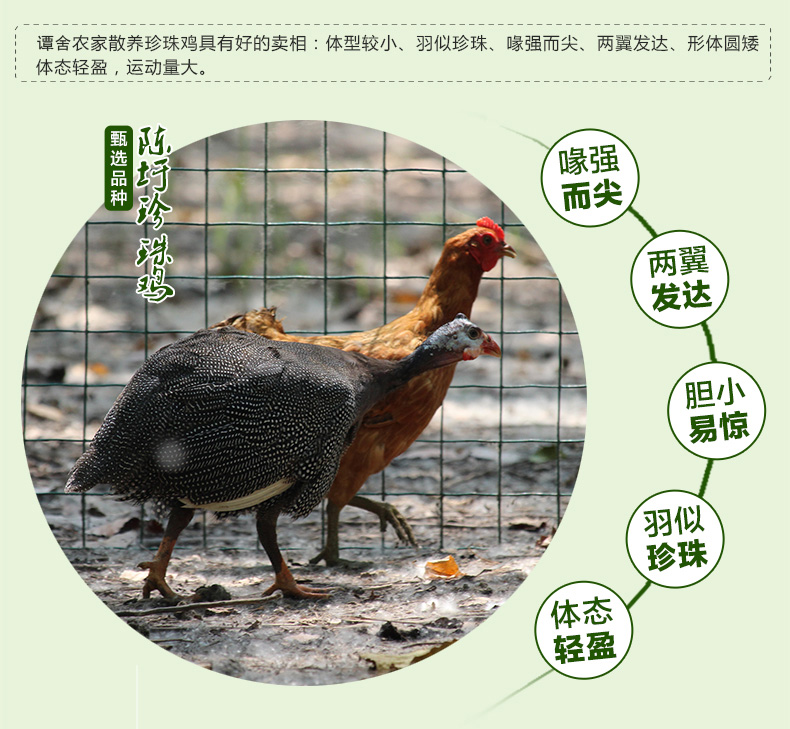 谭舍农家散养珍珠鸡具有好的卖相：体型较小、羽似珍珠、喙强而尖、两翼发达、形体圆矮
体态轻盈，运动量大。
甄选品种
陈圩珍珠鸡
喙强
而尖
两翼
发达
胆小
易惊
羽似
珍珠
体态
轻盈